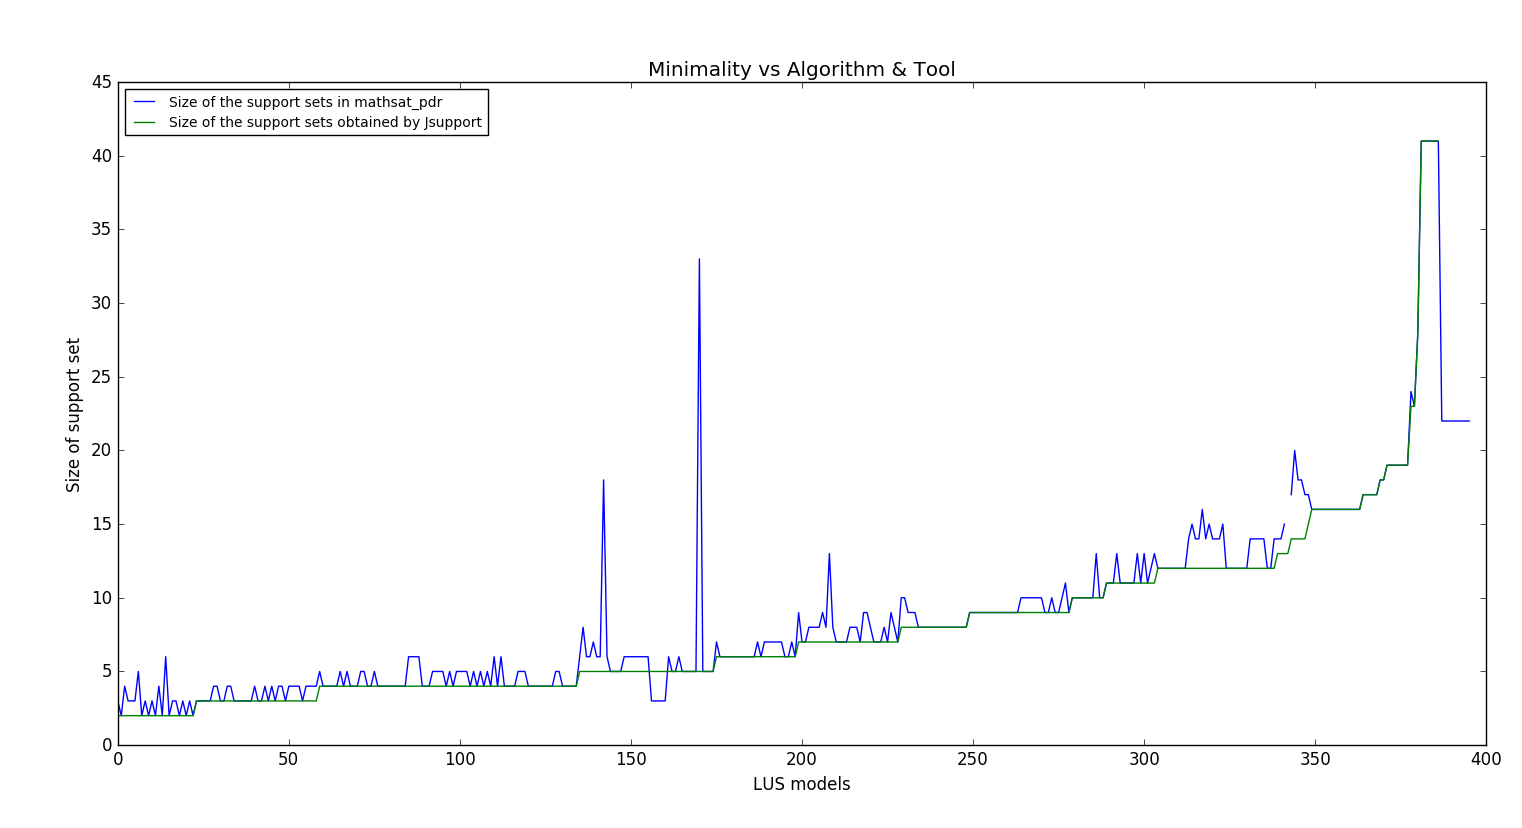 Minimality vs Algorithm & Tool
Size of the support sets in mathsat_pdr
Size of the support sets obtained by Jsupport
45
40
35
30
25
20
15
10
5
0
Size of support set
0 50 100 150 200 250 300 350 400
LUS models